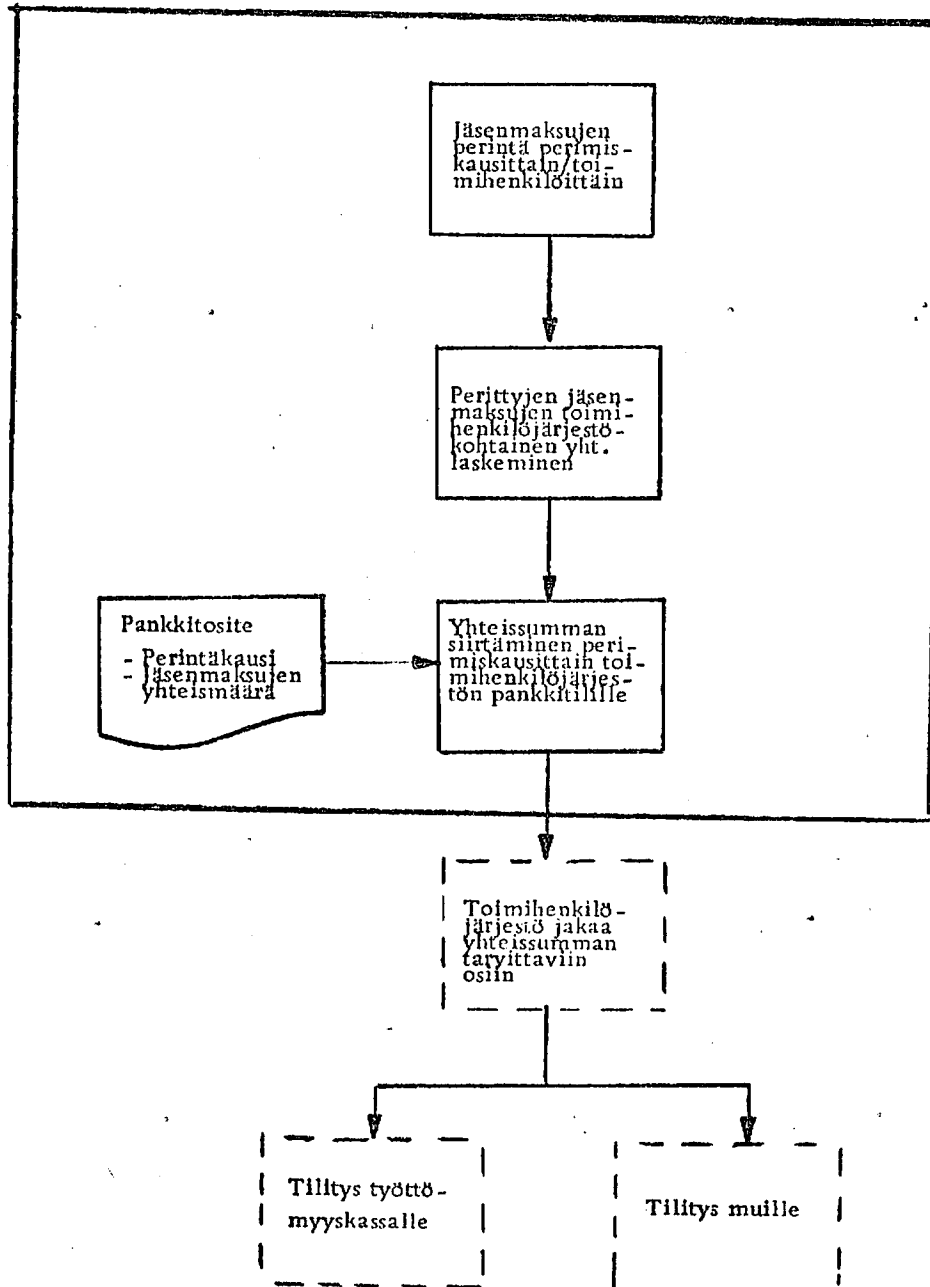 Jäsenmaksujen
perintä perimis-
kausittain/toi-
mihenkilöittäin
Perittyjen jäsen-
maksujen toimi-
henkilöjärjestö-
kohtainen yht.
laskeminen
Pankkitosite
- Perintäkausi
- Jäsenmaksujen
yhteismäärä
Yhteissumman
siirtäminen peri-
miskausittain toi-
mihenkilöjärjes-
tön pankkitilille
Toimihenkilö-
järjestö jakaa
yhteissumman
tarvittaviin
osiin
Tilitys työttö-
myyskassalle
Tilitys muille